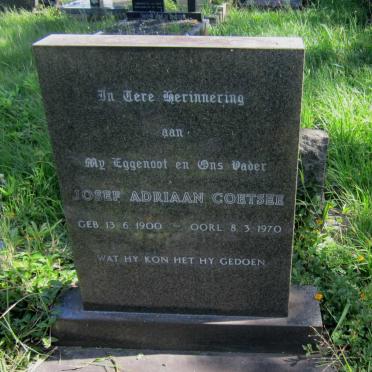 In Tere Herinnering
aan
My Eggenoot en Ons Vader
JOSEF ADRIAAN COETSEE
GEB. 13.6.1900 - OORL 8.3.1970
WAT HY KON HET HY GEDOEN